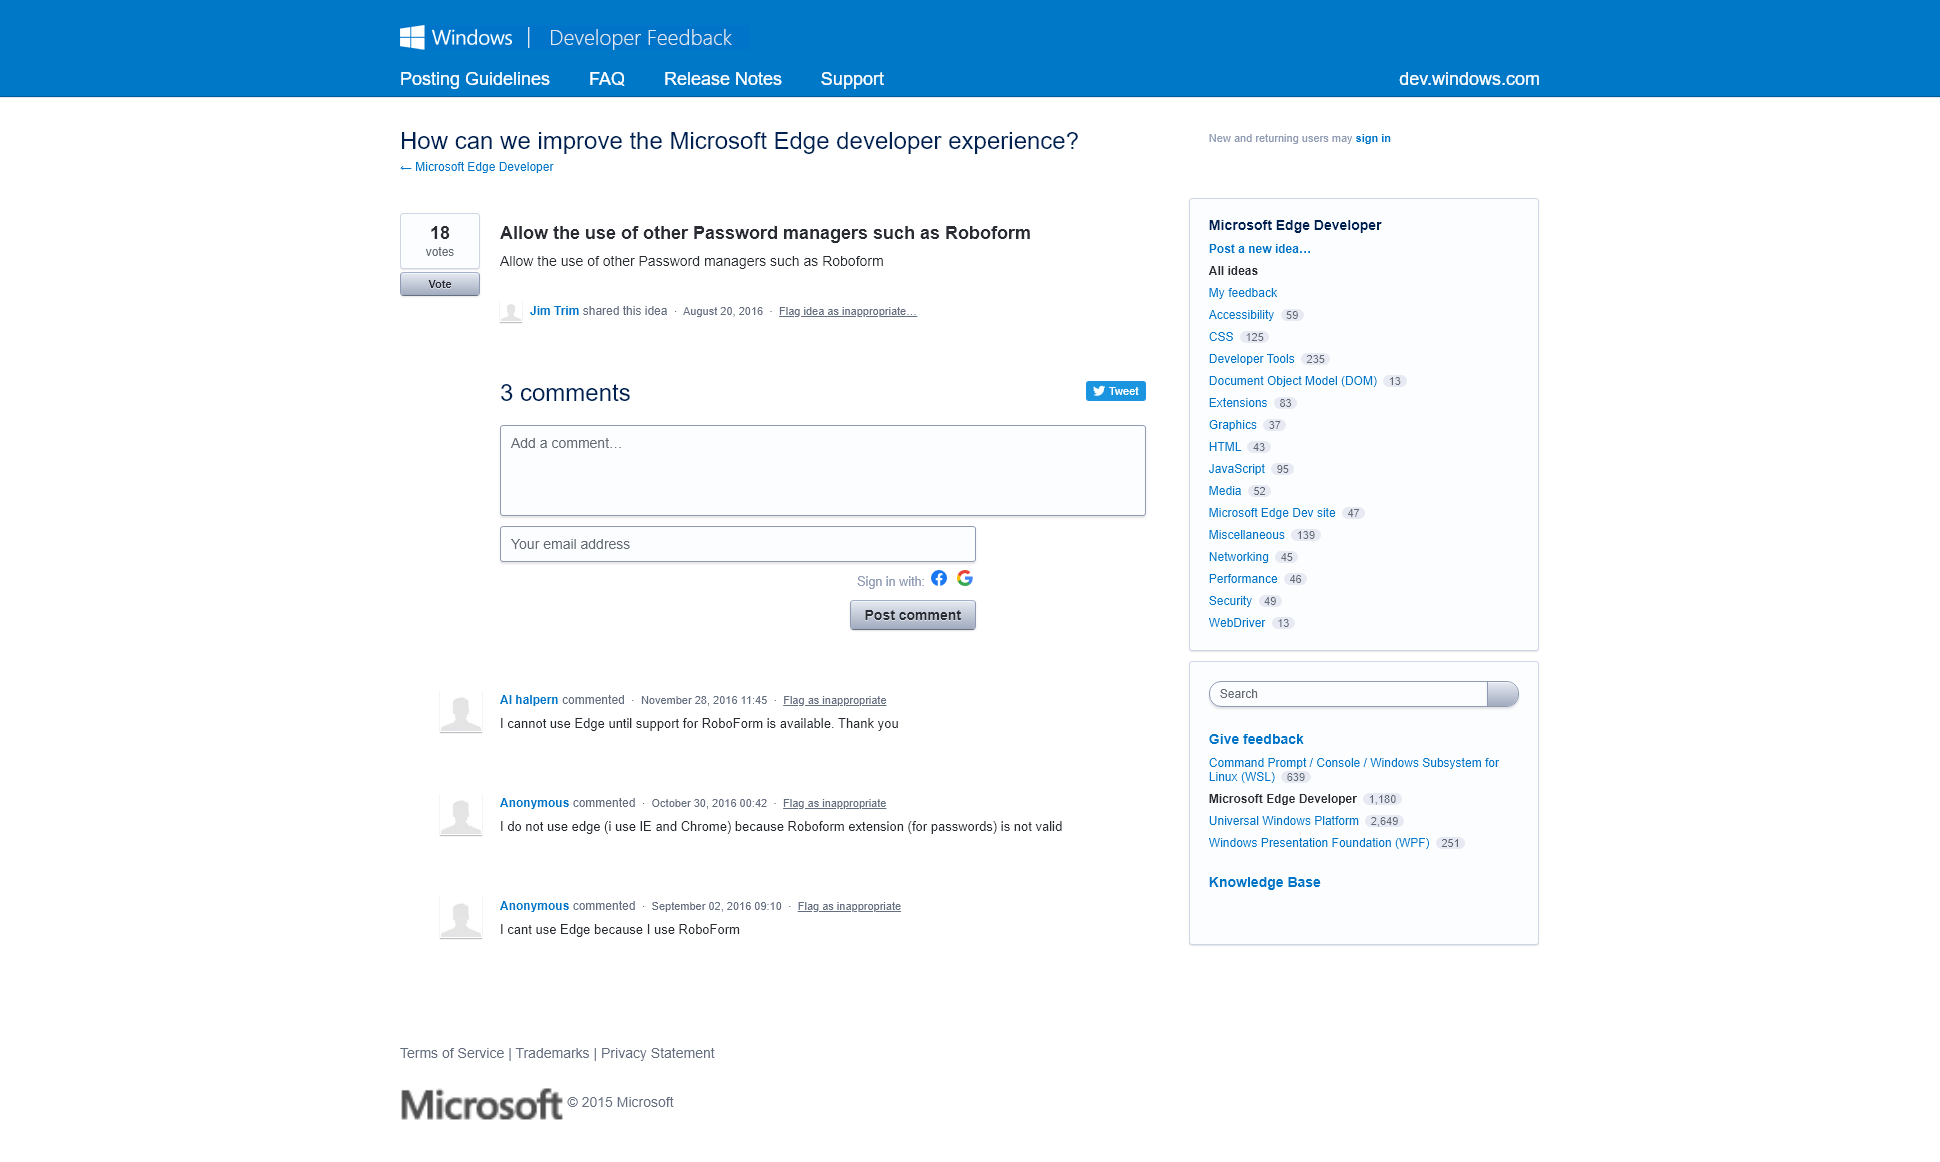 Windows | Developer Feedback
Posting Guidelines FAQ Release Notes Support dev.windows.com
How can we improve the Microsoft Edge developer experience?
← Microsoft Edge Developer
New and returning users may sign in
18
votes
Vote
Allow the use of other Password managers such as Roboform
Allow the use of other Password managers such as Roboform
Jim Trim shared this idea · August 20, 2016 · Flag idea as inappropriate…
3 comments
Tweet
Add a comment…
Your email address
Sign in with:
Post comment
Al halpern commented · November 28, 2016 11:45 · Flag as inappropriate
I cannot use Edge until support for RoboForm is available. Thank you
Anonymous commented · October 30, 2016 00:42 · Flag as inappropriate
I do not use edge (i use IE and Chrome) because Roboform extension (for passwords) is not valid
Anonymous commented · September 02, 2016 09:10 · Flag as inappropriate
I cant use Edge because I use RoboForm
Microsoft Edge Developer
Post a new idea…
All ideas
My feedback
Accessibility 59
CSS 125
Developer Tools 235
Document Object Model (DOM) 13
Extensions 83
Graphics 37
HTML 43
JavaScript 95
Media 52
Microsoft Edge Dev site 47
Miscellaneous 139
Networking 45
Performance 46
Security 49
WebDriver 13
Search
Give feedback
Command Prompt / Console / Windows Subsystem for
Linux (WSL) 639
Microsoft Edge Developer 1,180
Universal Windows Platform 2,649
Windows Presentation Foundation (WPF) 251
Knowledge Base
Terms of Service | Trademarks | Privacy Statement
Microsoft © 2015 Microsoft